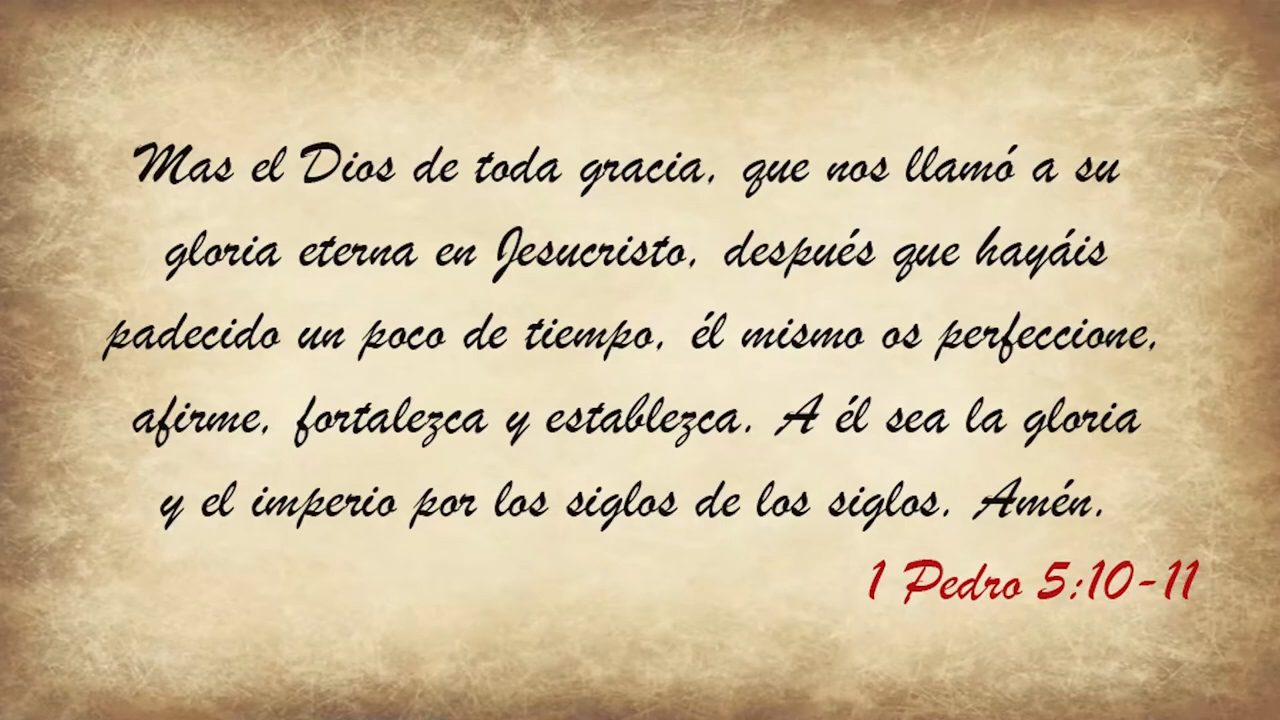 Mas el Dios de toda gracia, que nos llamó a su
gloria eterna en Jesucristo, después que hayáis
padecido un poco de tiempo, él mismo os perfeccione,
afirme, fortalezca y establezca. A él sea la gloria
y el imperio por los siglos de los siglos. Amén.
1 Pedro 5:10-11